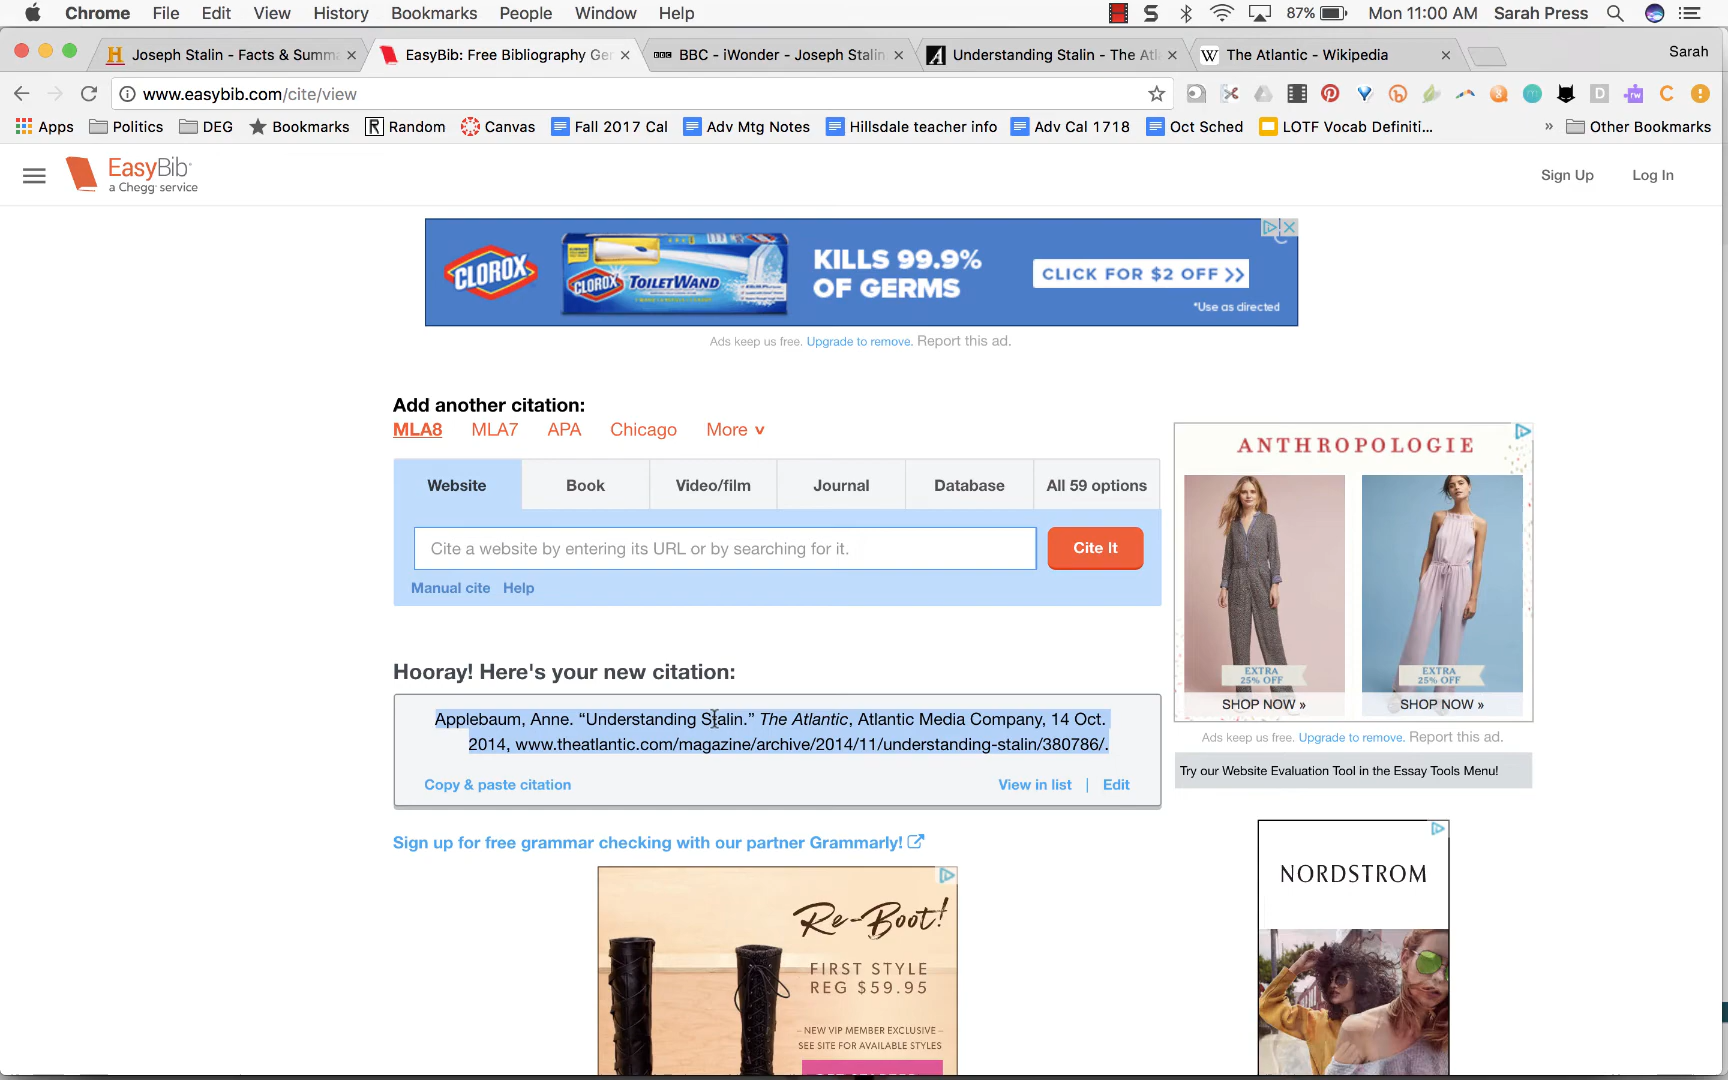 Chrome File Edit View History Bookmarks People Window Help 87% Mon 11:00 AM Sarah Press
Joseph Stalin - Facts & Summa
EasyBib: Free Bibliography Ger
BBC - iWonder - Joseph Stalin
Understanding Stalin - The Atl
The Atlantic - Wikipedia
Sarah
www.easybib.com/cite/view
Apps Politics DEG Bookmarks Random Canvas Fall 2017 Cal Adv Mtg Notes Hillsdale teacher info Adv Cal 1718 Oct Sched LOTF Vocab Definiti... » Other Bookmarks
EasyBib
a Chegg service
Sign Up Log In
CLOROX
CLOROX TOILETWAND
KILLS 99.9%
OF GERMS
CLICK FOR $2 OFF >>
*Use as directed
Ads keep us free. Upgrade to remove. Report this ad.
Add another citation:
MLA8 MLA7 APA Chicago More
Website Book Video/film Journal Database All 59 options
Cite a website by entering its URL or by searching for it.
Cite It
Manual cite Help
Hooray! Here's your new citation:
Applebaum, Anne. “Understanding Stalin.” The Atlantic, Atlantic Media Company, 14 Oct.
2014, www.theatlantic.com/magazine/archive/2014/11/understanding-stalin/380786/.
Copy & paste citation View in list | Edit
Sign up for free grammar checking with our partner Grammarly!
Re-Boot!
FIRST STYLE
REG $59.95
– NEW VIP MEMBER EXCLUSIVE –
SEE SITE FOR AVAILABLE STYLES
ANTHROPOLOGIE
EXTRA
25% OFF
SHOP NOW »
EXTRA
25% OFF
SHOP NOW »
Ads keep us free. Upgrade to remove. Report this ad.
Try our Website Evaluation Tool in the Essay Tools Menu!
NORDSTROM